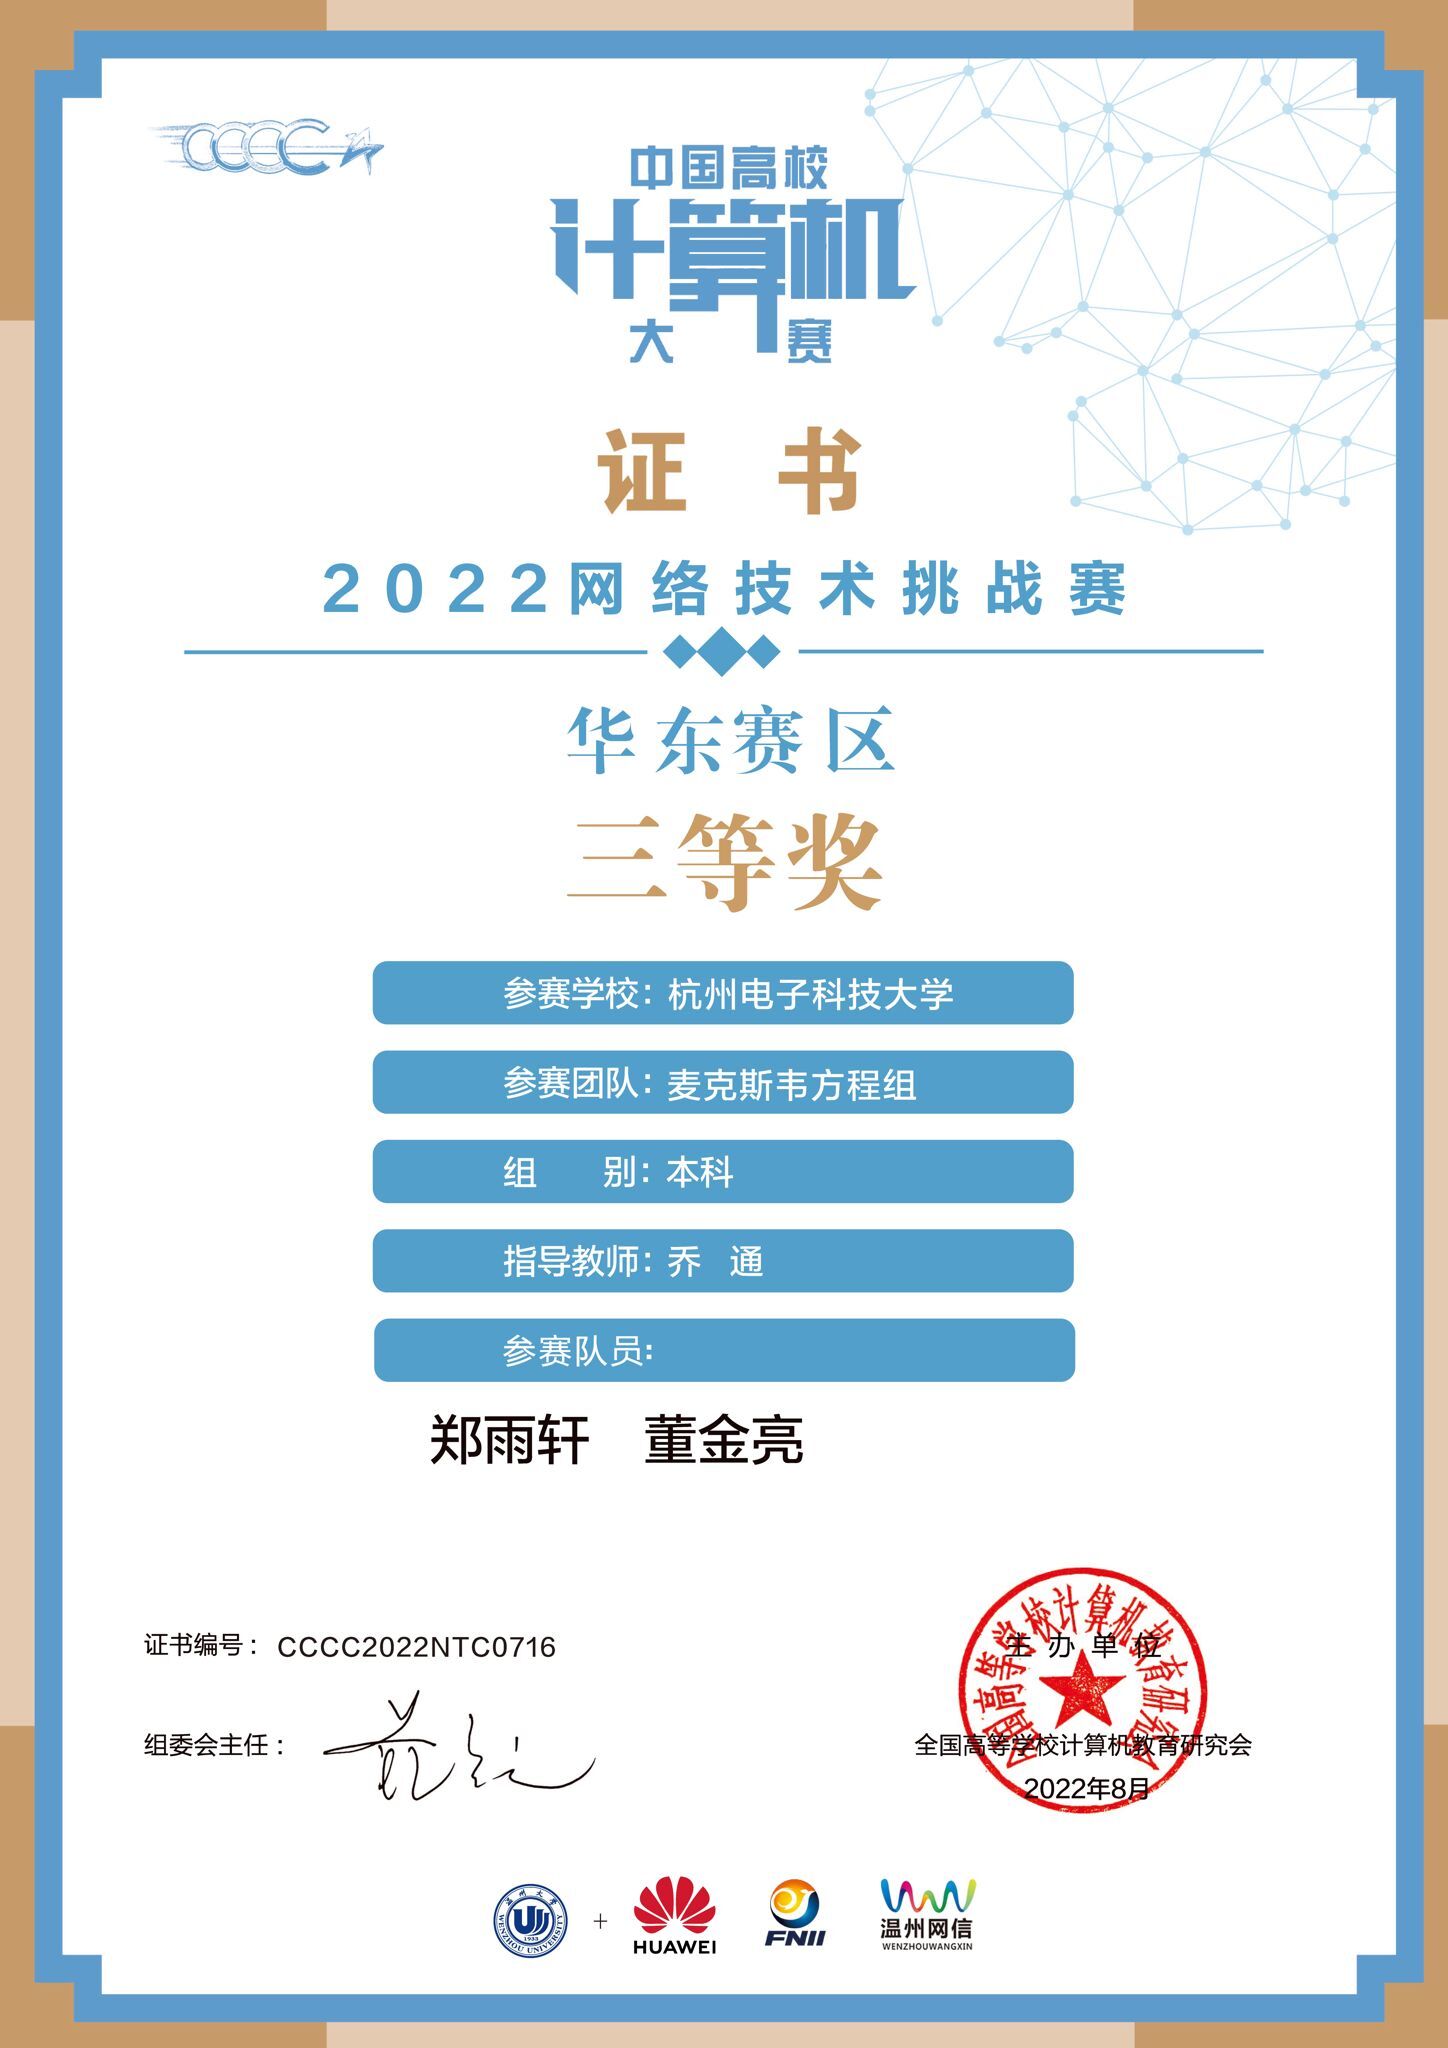 CCCC
中国高校
计算机
大赛
证书
2022网络技术挑战赛
华东赛区
三等奖
参赛学校：杭州电子科技大学
参赛团队：麦克斯韦方程组
组 别：本科
指导教师：乔 通
参赛队员：
郑雨轩 董金亮
证书编号：CCCC2022NTC0716
组委会主任：
全国高等学校计算机教育研究会
主办单位
全国高等学校计算机教育研究会
2022年8月
温州大学
1933
WENZHOU UNIVERSITY
+
HUAWEI
FNII
温州网信
WENZHOUWANGXIN